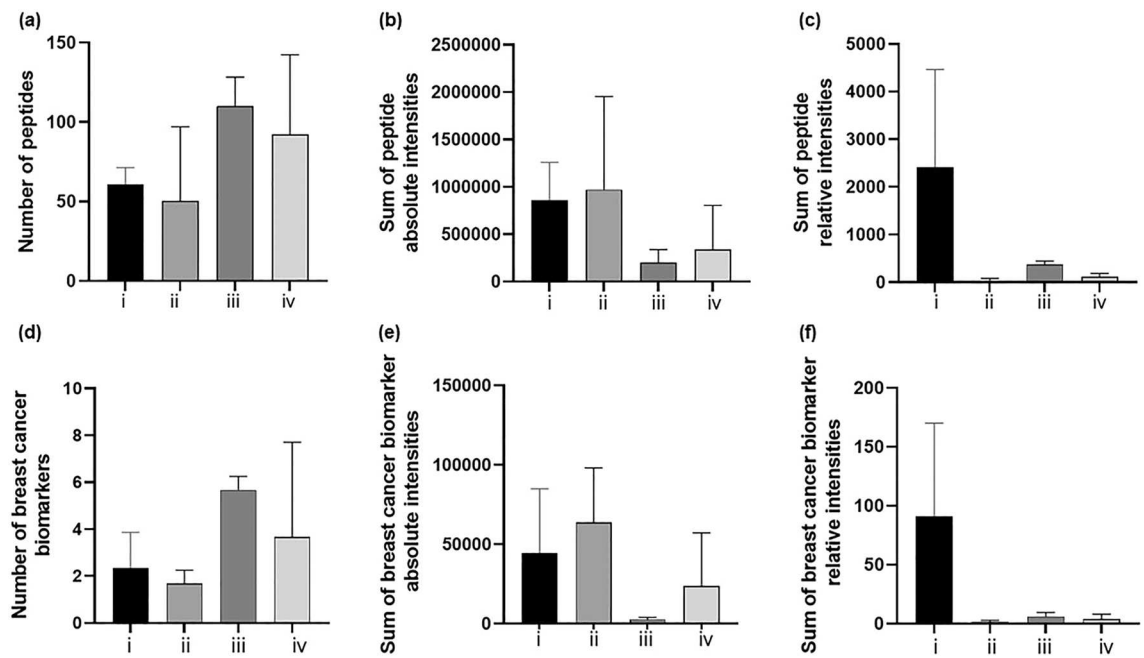 (a)
Number of peptides
150
100
50
0
i ii iii iv
(b)
Sum of peptide
absolute intensities
2500000
2000000
1500000
1000000
500000
0
i ii iii iv
(c)
Sum of peptide
relative intensities
5000
4000
3000
2000
1000
0
i ii iii iv
(d)
Number of breast cancer
biomarkers
10
8
6
4
2
0
i ii iii iv
(e)
Sum of breast cancer biomarker
absolute intensities
150000
100000
50000
0
i ii iii iv
(f)
Sum of breast cancer biomarker
relative intensities
200
150
100
50
0
i ii iii iv